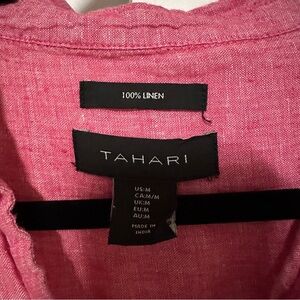 100% LINEN
TAHARI
US:M
CA:M/M
UK:M
EU:M
AU:M
MADE IN
INDIA